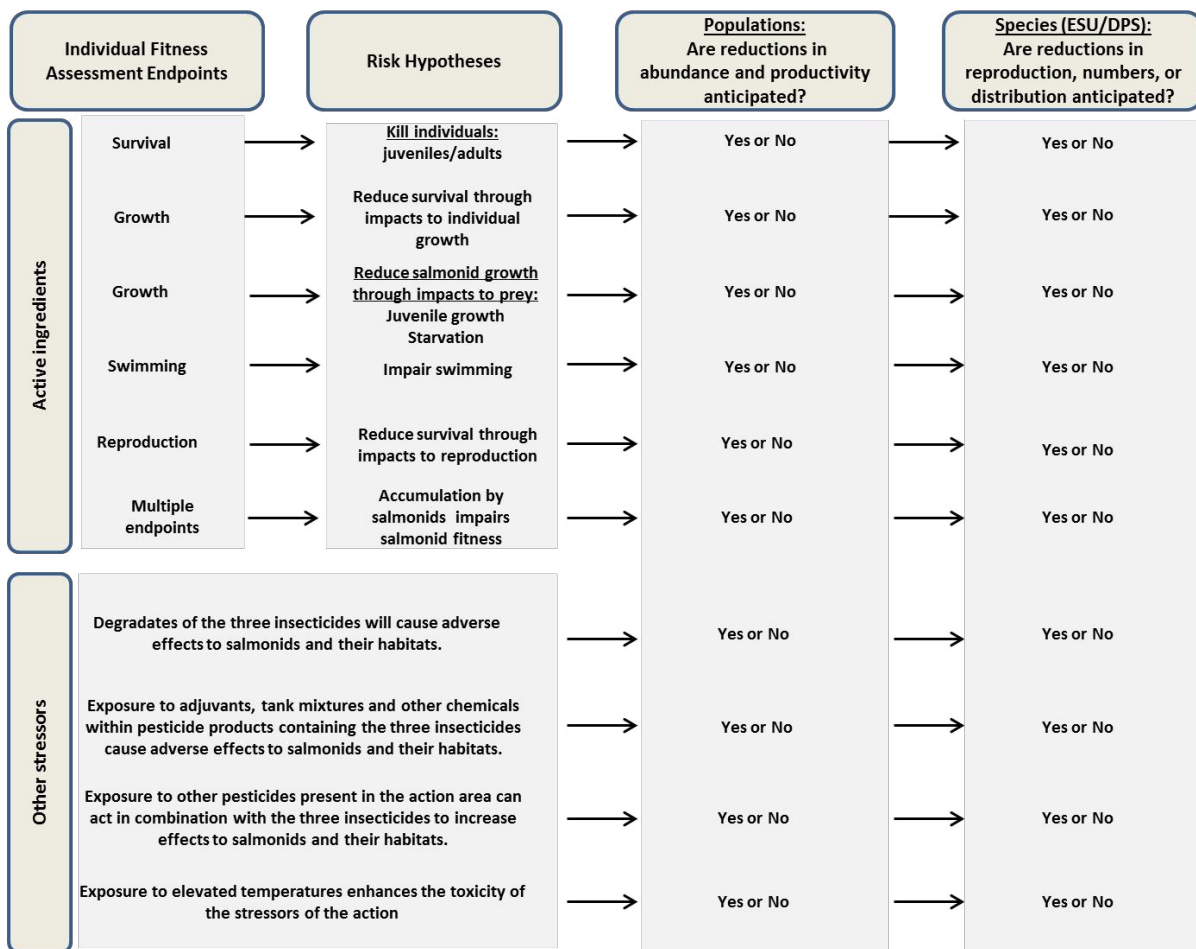 Individual Fitness
Assessment Endpoints
Risk Hypotheses
Populations:
Are reductions in
abundance and productivity
anticipated?
Species (ESU/DPS):
Are reductions in
reproduction, numbers, or
distribution anticipated?
Active ingredients
Survival
Kill individuals:
juveniles/adults
Yes or No
Yes or No
Growth
Reduce survival through
impacts to individual
growth
Yes or No
Yes or No
Growth
Reduce salmonid growth
through impacts to prey:
Juvenile growth
Starvation
Yes or No
Yes or No
Swimming
Impair swimming
Yes or No
Yes or No
Reproduction
Reduce survival through
impacts to reproduction
Yes or No
Yes or No
Multiple
endpoints
Accumulation by
salmonids impairs
salmonid fitness
Yes or No
Yes or No
Other stressors
Degradates of the three insecticides will cause adverse
effects to salmonids and their habitats.
Yes or No
Yes or No
Exposure to adjuvants, tank mixtures and other chemicals
within pesticide products containing the three insecticides
cause adverse effects to salmonids and their habitats.
Yes or No
Yes or No
Exposure to other pesticides present in the action area can
act in combination with the three insecticides to increase
effects to salmonids and their habitats.
Yes or No
Yes or No
Exposure to elevated temperatures enhances the toxicity of
the stressors of the action
Yes or No
Yes or No